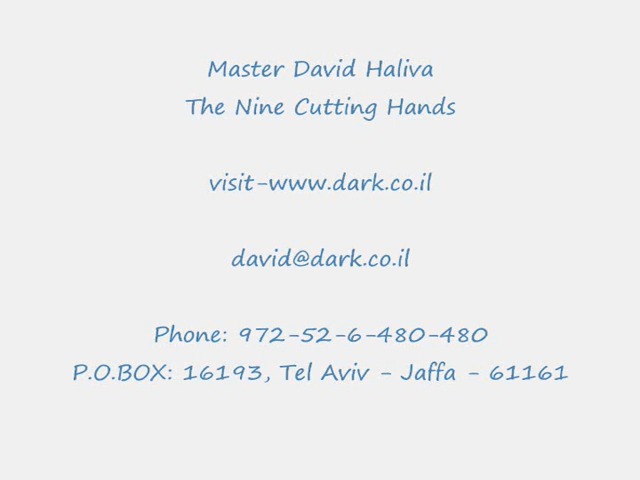 Master David Haliva
The Nine Cutting Hands
visit-www.dark.co.il
david@dark.co.il
Phone: 972-52-6-480-480
P.O.BOX: 16193, Tel Aviv - Jaffa - 61161